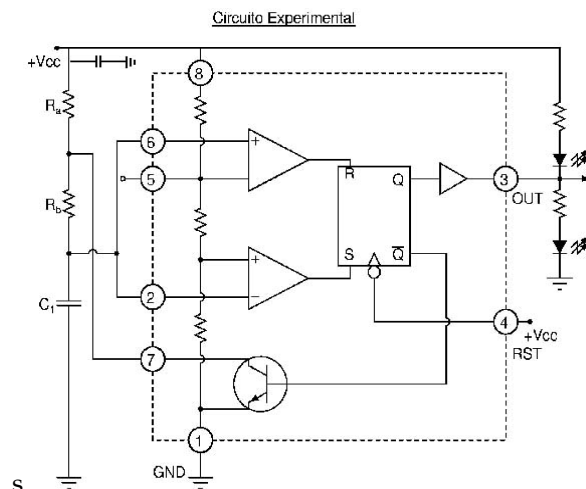 Circuito Experimental
+Vcc
8
Ra
6
+
R
Q
5
3
OUT
Rb
S
Q
+
2
−
C1
4
+Vcc
7
RST
1
GND
S